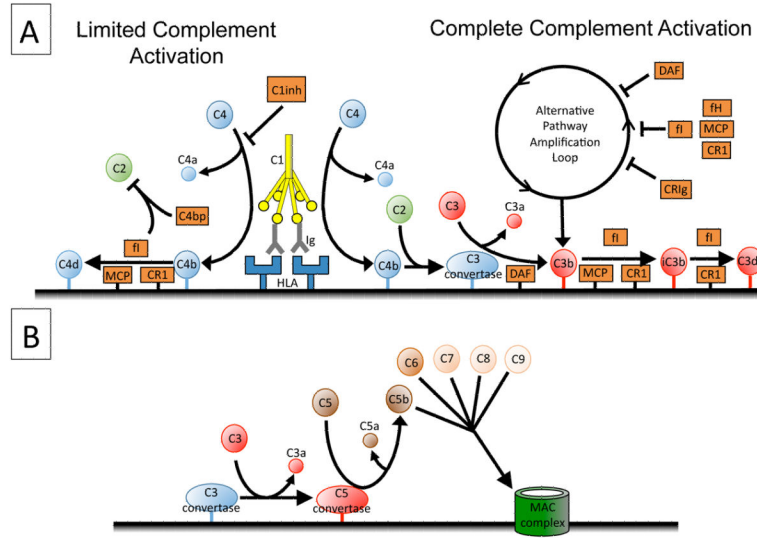 A
Limited Complement
Activation
Complete Complement Activation
C1inh
C4
C4
C4a
C1
C4a
C2
C4bp
fI
Ig
C2
C3
C3a
Alternative
Pathway
Amplification
Loop
DAF
fH
fI
MCP
CR1
CRIg
C4d
MCP
CR1
C4b
HLA
C4b
C3
convertase
DAF
C3b
fI
MCP
CR1
iC3b
fI
CR1
C3d
B
C3
C3a
C3
convertase
C5
C5a
C5
convertase
C5b
C6
C7
C8
C9
MAC
complex